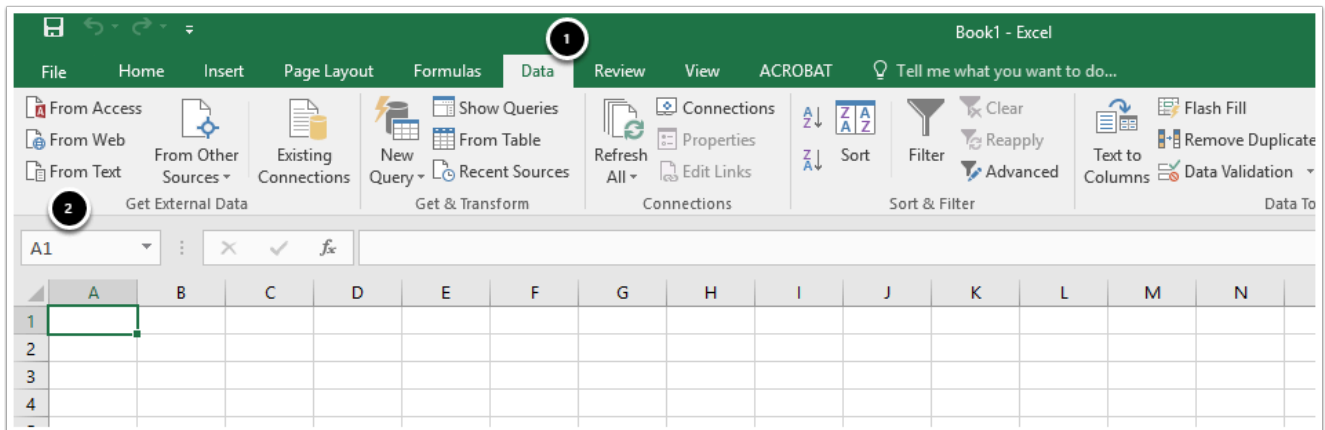 Book1 - Excel
1
File Home Insert Page Layout Formulas Data Review View ACROBAT Tell me what you want to do...
From Access
From Web
From Text
From Other
Sources
Existing
Connections
Get External Data
2
New
Query
Show Queries
From Table
Recent Sources
Get & Transform
Refresh
All
Connections
Properties
Edit Links
Connections
Sort
Filter
Clear
Reapply
Advanced
Sort & Filter
Text to
Columns
Flash Fill
Remove Duplicate
Data Validation
Data To
A1 fx
A B C D E F G H I J K L M N
1
2
3
4